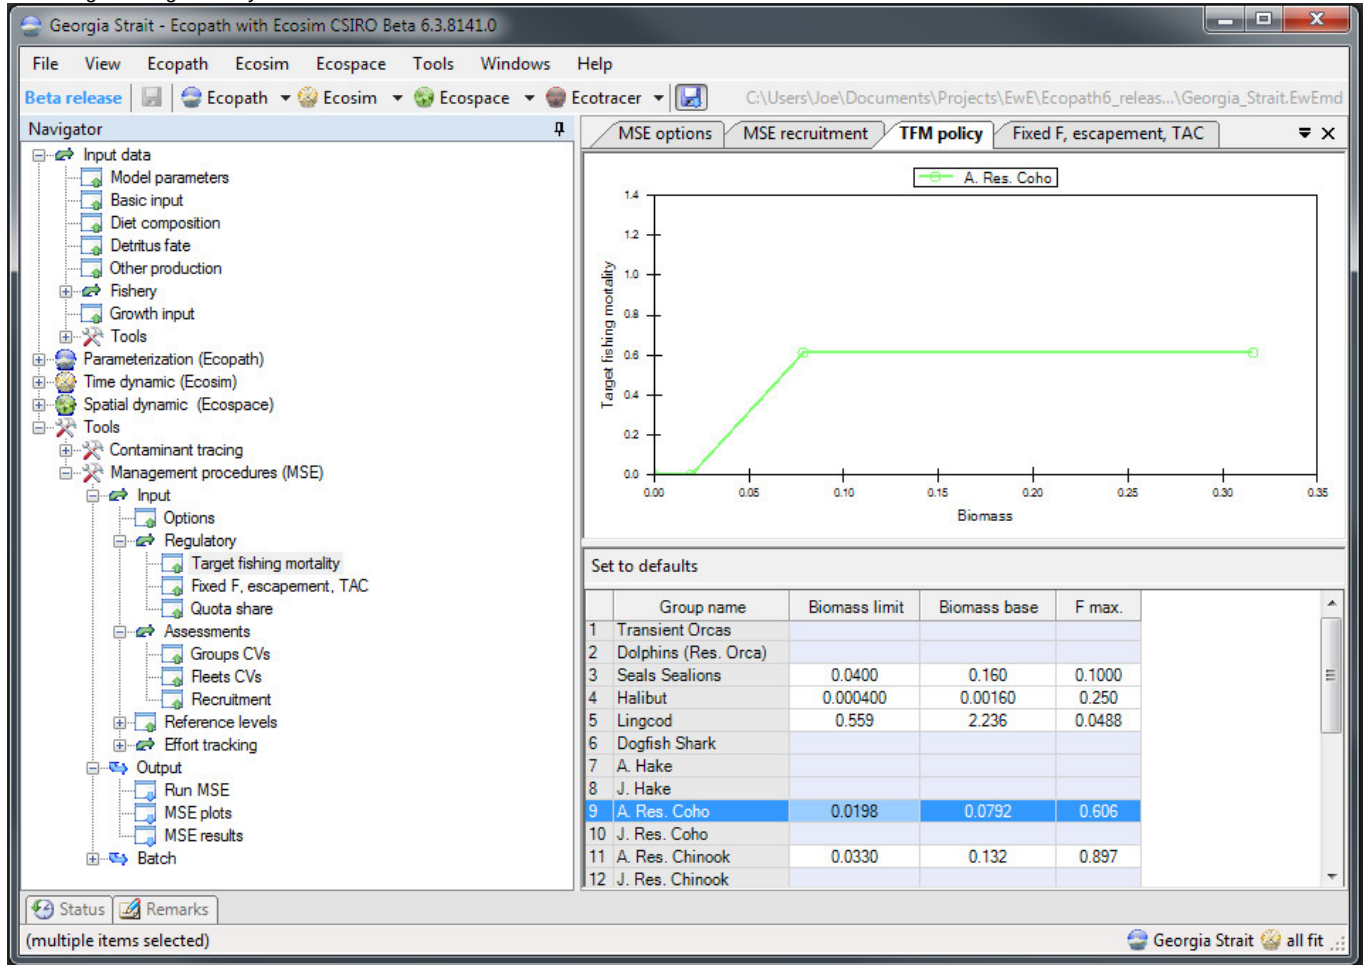 Georgia Strait - Ecopath with Ecosim CSIRO Beta 6.3.8141.0
File View Ecopath Ecosim Ecospace Tools Windows Help
Beta release Ecopath Ecosim Ecospace Ecotracer C:\Users\Joe\Documents\Projects\EwE\Ecopath6_releas...\Georgia_Strait.EwEmd
Navigator
Input data
Model parameters
Basic input
Diet composition
Detritus fate
Other production
Fishery
Growth input
Tools
Parameterization (Ecopath)
Time dynamic (Ecosim)
Spatial dynamic (Ecospace)
Tools
Contaminant tracing
Management procedures (MSE)
Input
Options
Regulatory
Target fishing mortality
Fixed F, escapement, TAC
Quota share
Assessments
Groups CVs
Fleets CVs
Recruitment
Reference levels
Effort tracking
Output
Run MSE
MSE plots
MSE results
Batch
MSE options MSE recruitment TFM policy Fixed F, escapement, TAC
A. Res. Coho
Target fishing mortality
1.4
1.2
1.0
0.8
0.6
0.4
0.2
0.0
0.00 0.05 0.10 0.15 0.20 0.25 0.30 0.35
Biomass
Set to defaults
Group name Biomass limit Biomass base F max.
1 Transient Orcas
2 Dolphins (Res. Orca)
3 Seals Sealions 0.0400 0.160 0.1000
4 Halibut 0.000400 0.00160 0.250
5 Lingcod 0.559 2.236 0.0488
6 Dogfish Shark
7 A. Hake
8 J. Hake
9 A. Res. Coho 0.0198 0.0792 0.606
10 J. Res. Coho
11 A. Res. Chinook 0.0330 0.132 0.897
12 J. Res. Chinook
Status Remarks
(multiple items selected) Georgia Strait all fit